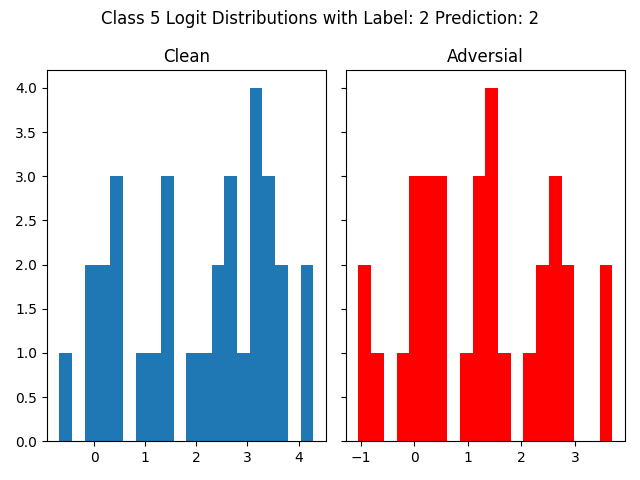 Class 5 Logit Distributions with Label: 2 Prediction: 2
Clean
Adversial
4.0
3.5
3.0
2.5
2.0
1.5
1.0
0.5
0.0
0 1 2 3 4
−1 0 1 2 3